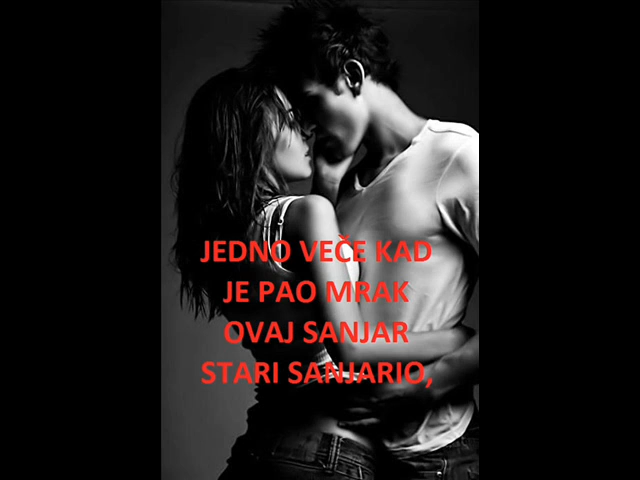 JEDNO VEČE KAD
JE PAO MRAK
OVAJ SANJAR
STARI SANJARIO,